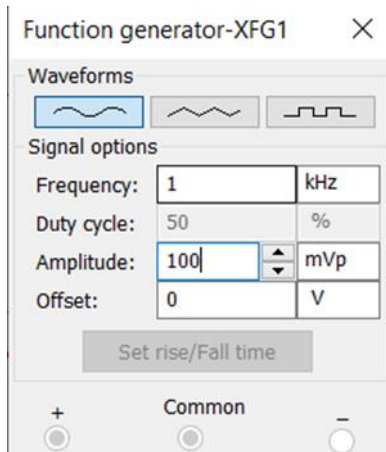 Function generator-XFG1
Waveforms
Signal options
Frequency: 1 kHz
Duty cycle: 50 %
Amplitude: 100 mVp
Offset: 0 V
Set rise/Fall time
+ Common −